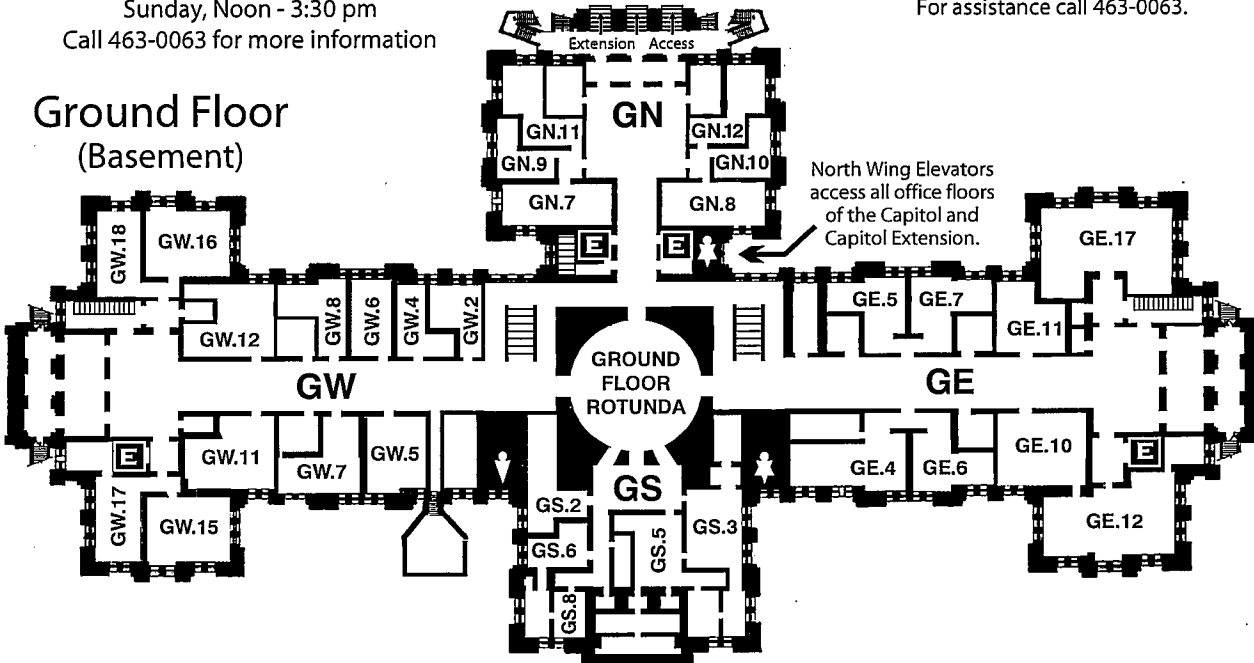 Sunday, Noon - 3:30 pm
Call 463-0063 for more information
For assistance call 463-0063.
Ground Floor
(Basement)
Extension Access
GN
GN.11
GN.12
GN.9
GN.10
GN.7
GN.8
E
E
North Wing Elevators
access all office floors
of the Capitol and
Capitol Extension.
GW.18
GW.16
GW.12
GW.8
GW.6
GW.4
GW.2
GE.5
GE.7
GE.11
GE.17
GW
GROUND
FLOOR
ROTUNDA
GE
E
GW.11
GW.7
GW.5
GW.17
GW.15
GS
GS.2
GS.3
GS.6
GS.5
GS.8
GE.4
GE.6
GE.10
E
GE.12